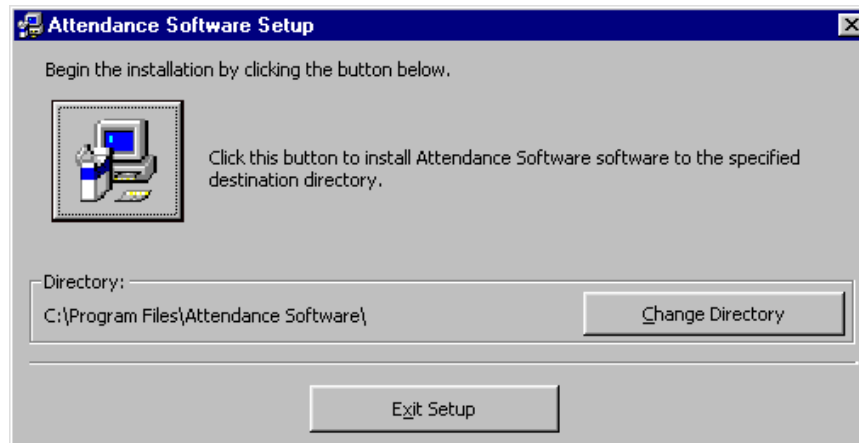 Attendance Software Setup
Begin the installation by clicking the button below.
Click this button to install Attendance Software software to the specified
destination directory.
Directory:
C:\Program Files\Attendance Software\
Change Directory
Exit Setup